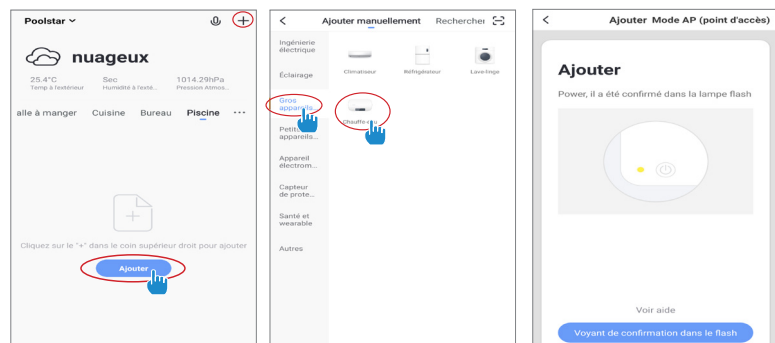 Poolstar
nuageux
25.4°C Sec 1014.29hPa
Temp à l'extérieur Humidité à l'exté... Pression Atmos...
alle à manger Cuisine Bureau Piscine ...
Cliquez sur le "+" dans le coin supérieur droit pour ajouter
Ajouter
Ajouter manuellement Rechercher
Ingénierie
électrique
Éclairage
Gros
appareils...
Petits
appareils...
Appareil
électrom...
Capteur
de prote...
Santé et
wearable
Autres
Climatiseur Réfrigérateur Lave-linge
Chauffe-eau
Ajouter Mode AP (point d'accès)
Ajouter
Power, il a été confirmé dans la lampe flash
Voir aide
Voyant de confirmation dans le flash